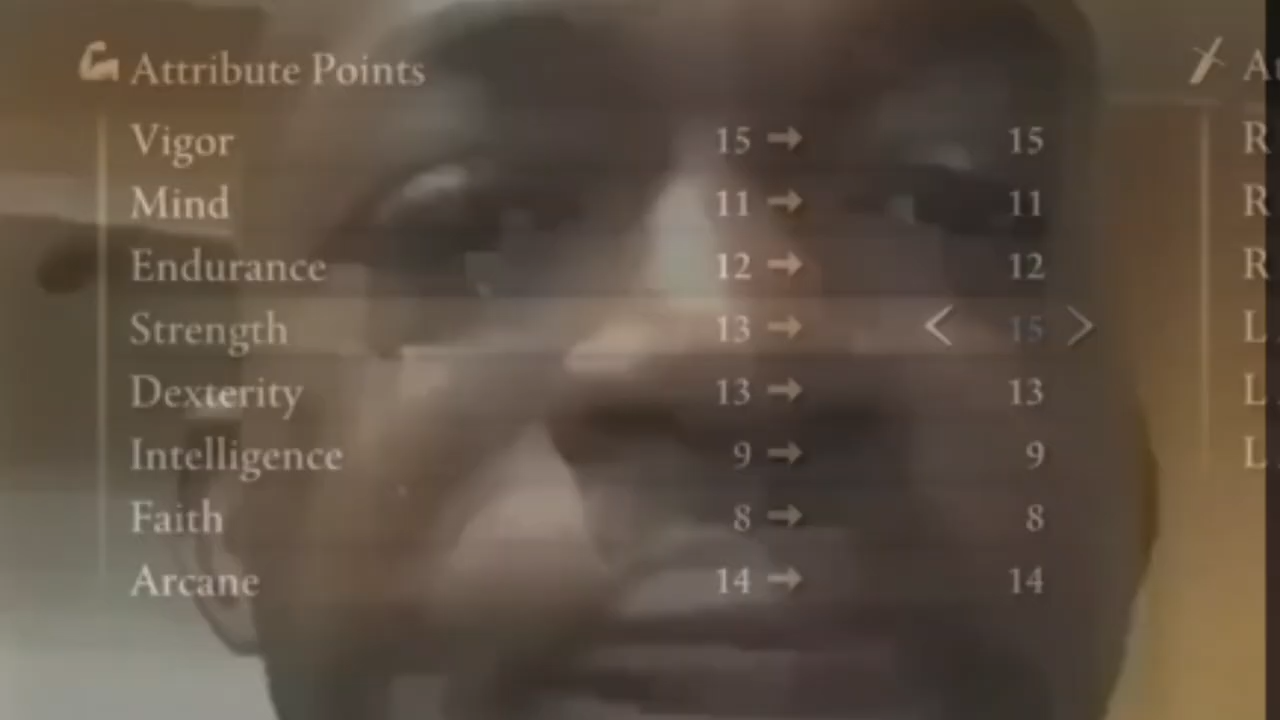 Attribute Points
Vigor 15 → 15
Mind 11 → 11
Endurance 12 → 12
Strength 13 → < 15 >
Dexterity 13 → 13
Intelligence 9 → 9
Faith 8 → 8
Arcane 14 → 14
R
R
R
L
L
L